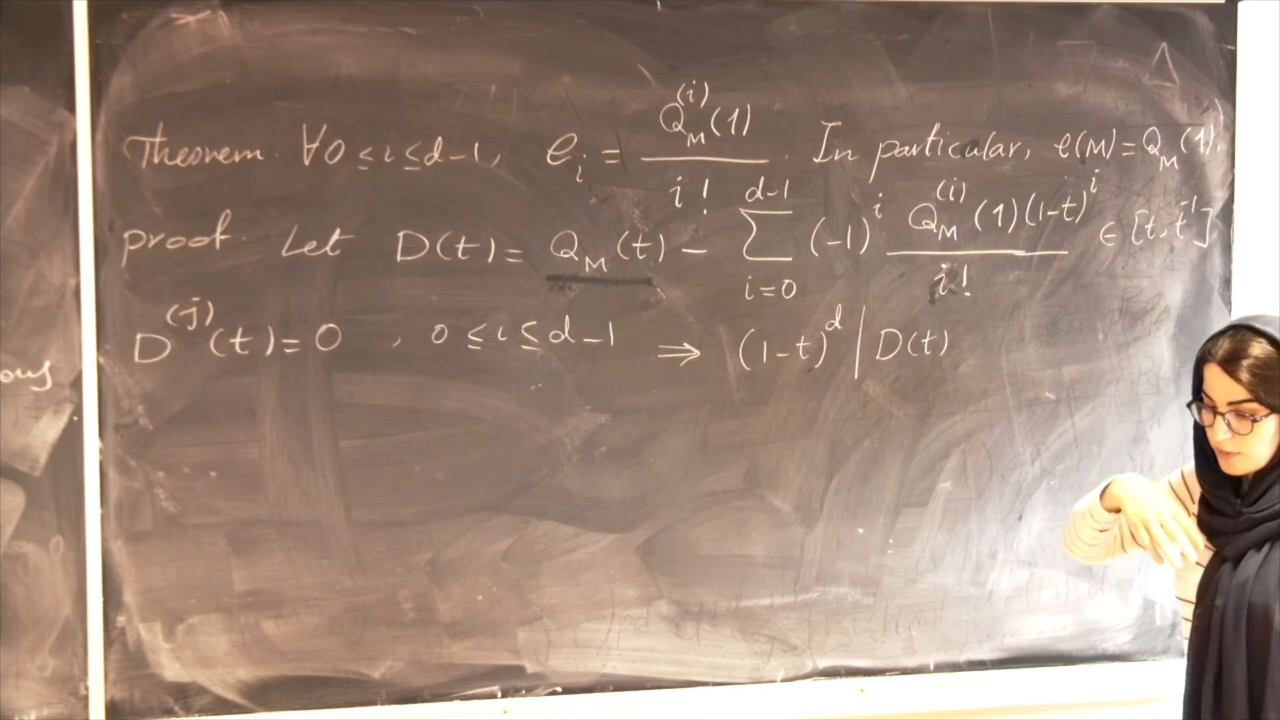 Theorem. ∀0≤i≤d-1, e_i = Q_M^{(i)}(1) / i! . In particular, e(M)=Q_M(1).
proof. Let D(t) = Q_M(t) - ∑_{i=0}^{d-1} (-1)^i Q_M^{(i)}(1)(1-t)^i / i! ∈ [t,t^{-1}]
ous
D^{(j)}(t)=0 , 0≤i≤d-1 ⇒ (1-t)^d | D(t)